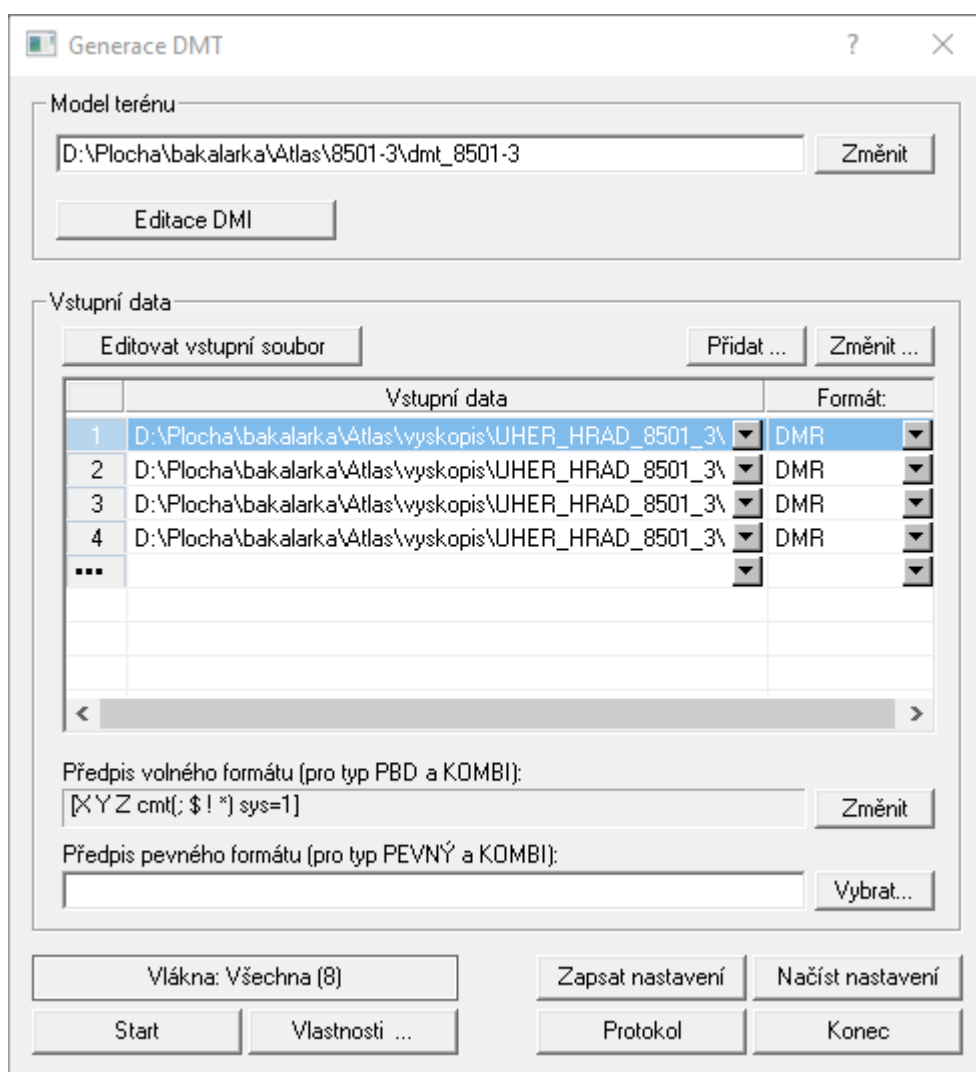 Generace DMT
Model terénu
D:\Plocha\bakalarka\Atlas\8501-3\dmt_8501-3 Změnit
Editace DMI
Vstupní data
Editovat vstupní soubor Přidat ... Změnit ...
Vstupní data Formát:
1 D:\Plocha\bakalarka\Atlas\vyskopis\UHER_HRAD_8501_3\ DMR
2 D:\Plocha\bakalarka\Atlas\vyskopis\UHER_HRAD_8501_3\ DMR
3 D:\Plocha\bakalarka\Atlas\vyskopis\UHER_HRAD_8501_3\ DMR
4 D:\Plocha\bakalarka\Atlas\vyskopis\UHER_HRAD_8501_3\ DMR
Předpis volného formátu (pro typ PBD a KOMBI):
[X Y Z cmt(; $ ! *) sys=1] Změnit
Předpis pevného formátu (pro typ PEVNÝ a KOMBI):
Vybrat...
Vlákna: Všechna (8) Zapsat nastavení Načíst nastavení
Start Vlastnosti ... Protokol Konec